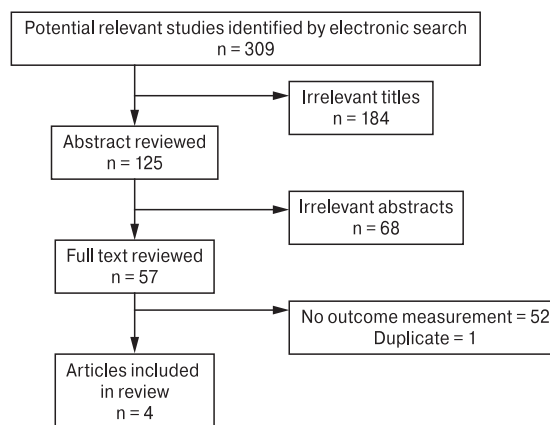 Potential relevant studies identified by electronic search
n = 309
Irrelevant titles
n = 184
Abstract reviewed
n = 125
Irrelevant abstracts
n = 68
Full text reviewed
n = 57
No outcome measurement = 52
Duplicate = 1
Articles included
in review
n = 4